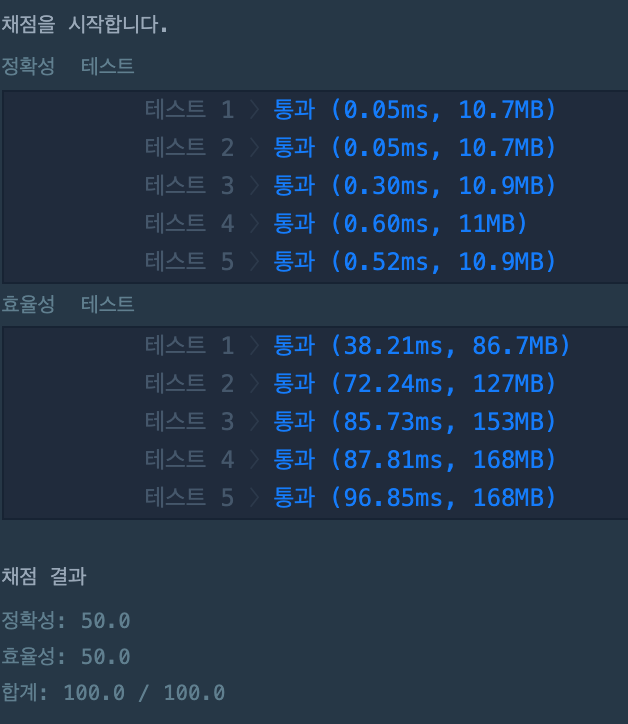 채점을 시작합니다.
정확성 테스트
테스트 1 〉 통과 (0.05ms, 10.7MB)
테스트 2 〉 통과 (0.05ms, 10.7MB)
테스트 3 〉 통과 (0.30ms, 10.9MB)
테스트 4 〉 통과 (0.60ms, 11MB)
테스트 5 〉 통과 (0.52ms, 10.9MB)
효율성 테스트
테스트 1 〉 통과 (38.21ms, 86.7MB)
테스트 2 〉 통과 (72.24ms, 127MB)
테스트 3 〉 통과 (85.73ms, 153MB)
테스트 4 〉 통과 (87.81ms, 168MB)
테스트 5 〉 통과 (96.85ms, 168MB)
채점 결과
정확성: 50.0
효율성: 50.0
합계: 100.0 / 100.0